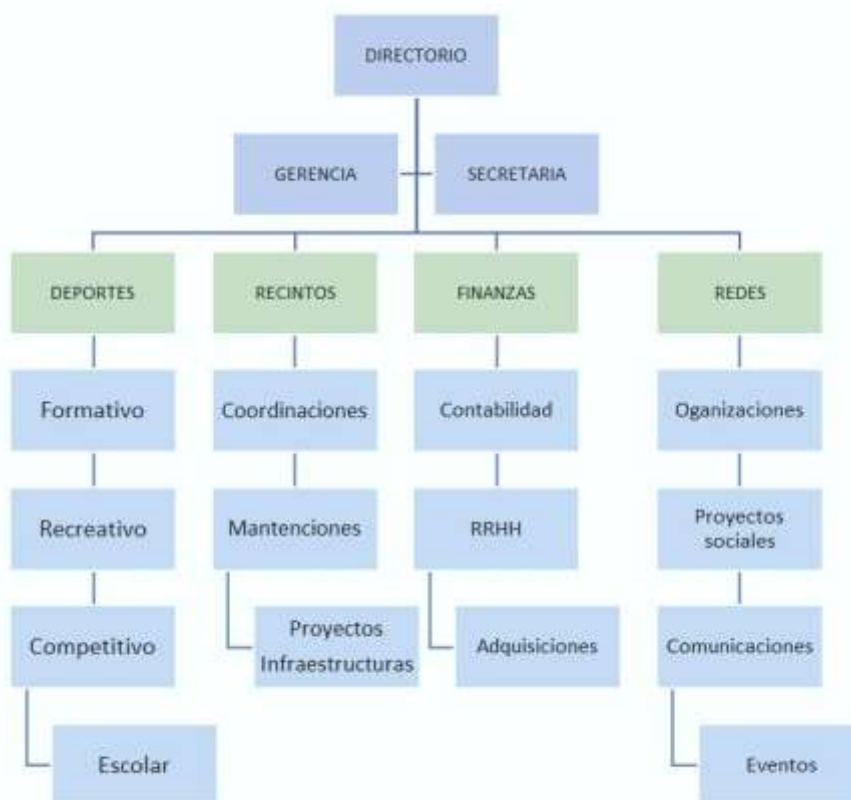 DIRECTORIO
GERENCIA
SECRETARIA
DEPORTES
RECINTOS
FINANZAS
REDES
Formativo
Coordinaciones
Contabilidad
Oganizaciones
Recreativo
Mantenciones
RRHH
Proyectos
sociales
Competitivo
Proyectos
Infraestructuras
Adquisiciones
Comunicaciones
Escolar
Eventos